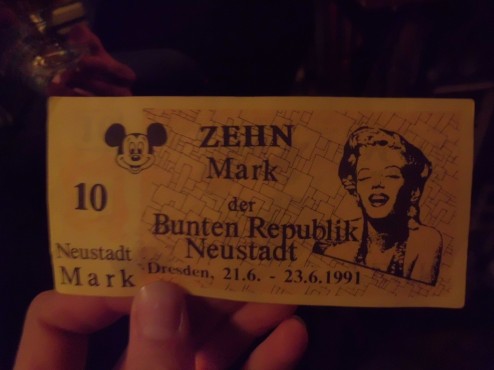 ZEHN
Mark
der
Bunten Republik
Neustadt
Dresden, 21.6. - 23.6.1991
10
Neustadt
Mark